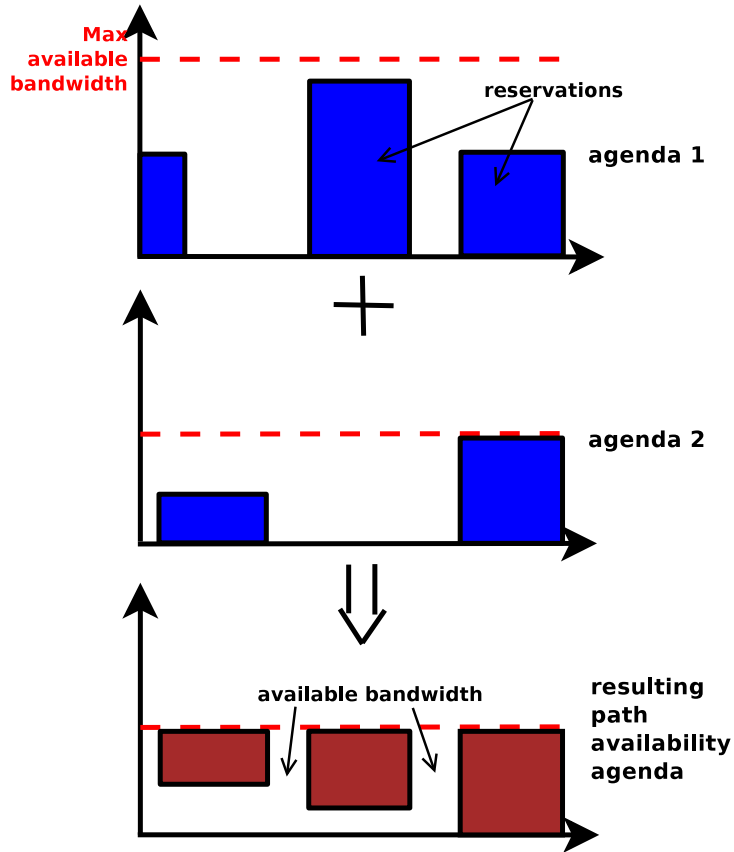 Max
available
bandwidth
reservations
agenda 1
agenda 2
available bandwidth
resulting
path
availability
agenda